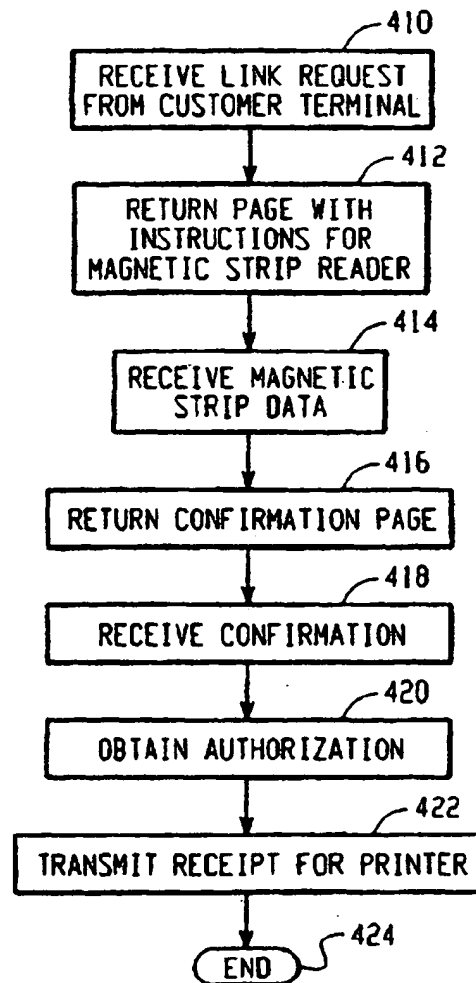 410
RECEIVE LINK REQUEST
FROM CUSTOMER TERMINAL
412
RETURN PAGE WITH
INSTRUCTIONS FOR
MAGNETIC STRIP READER
414
RECEIVE MAGNETIC
STRIP DATA
416
RETURN CONFIRMATION PAGE
418
RECEIVE CONFIRMATION
420
OBTAIN AUTHORIZATION
422
TRANSMIT RECEIPT FOR PRINTER
424
END